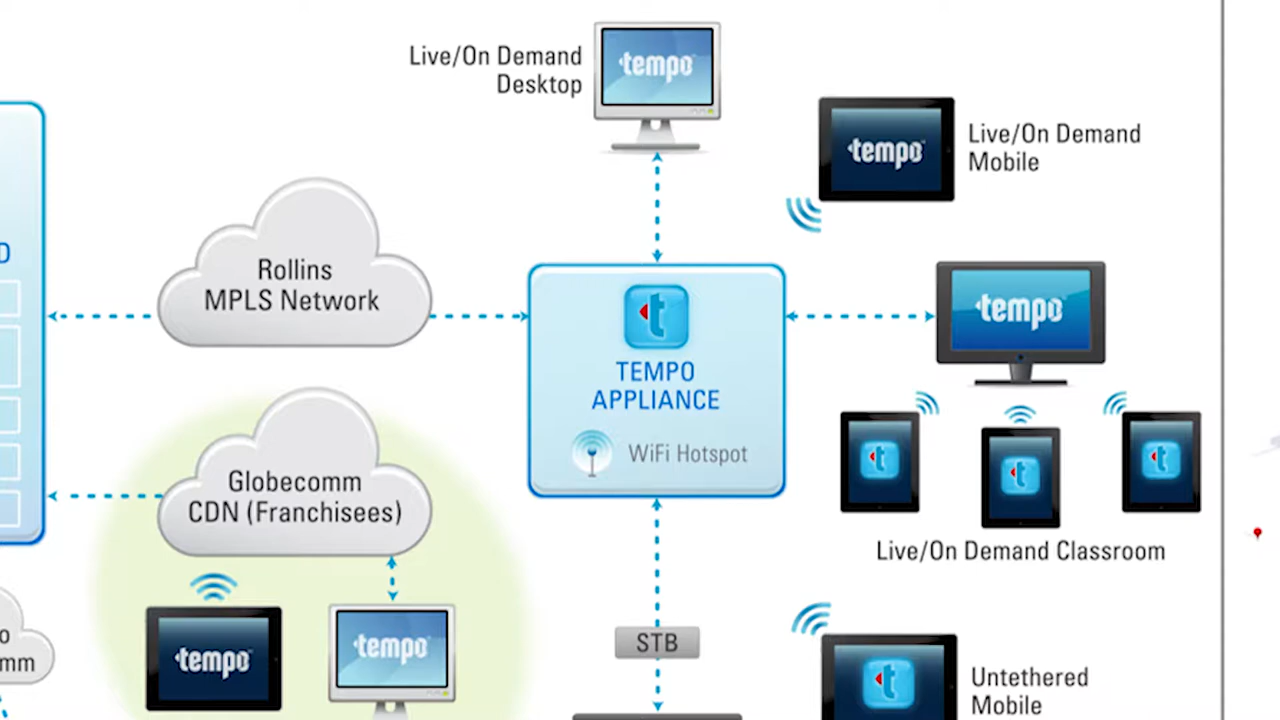 Live/On Demand
Desktop
tempo
tempo
Live/On Demand
Mobile
Rollins
MPLS Network
D
t
TEMPO
APPLIANCE
WiFi Hotspot
tempo
t
t
t
Live/On Demand Classroom
Globecomm
CDN (Franchisees)
tempo
tempo
STB
t
Untethered
Mobile
o
mm